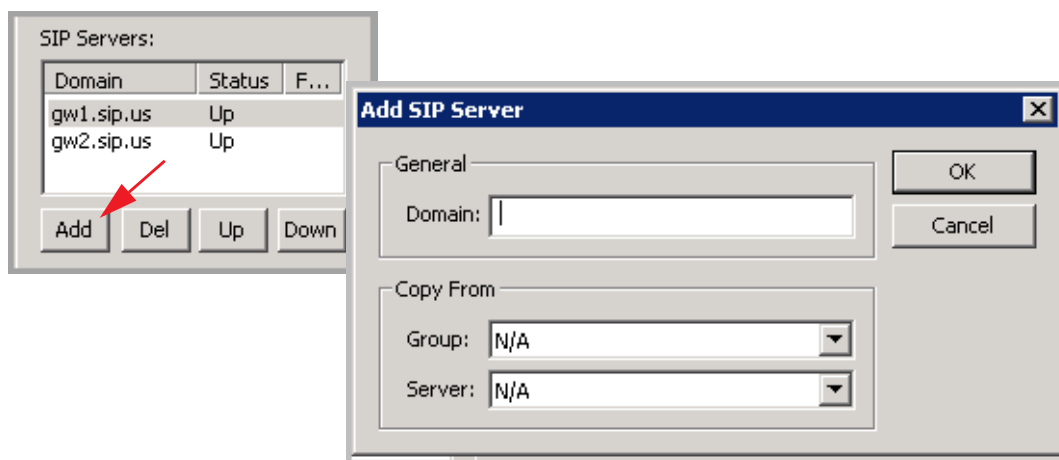 SIP Servers:
Domain Status F...
gw1.sip.us Up
gw2.sip.us Up
Add Del Up Down
Add SIP Server
General
Domain:
OK
Cancel
Copy From
Group: N/A
Server: N/A